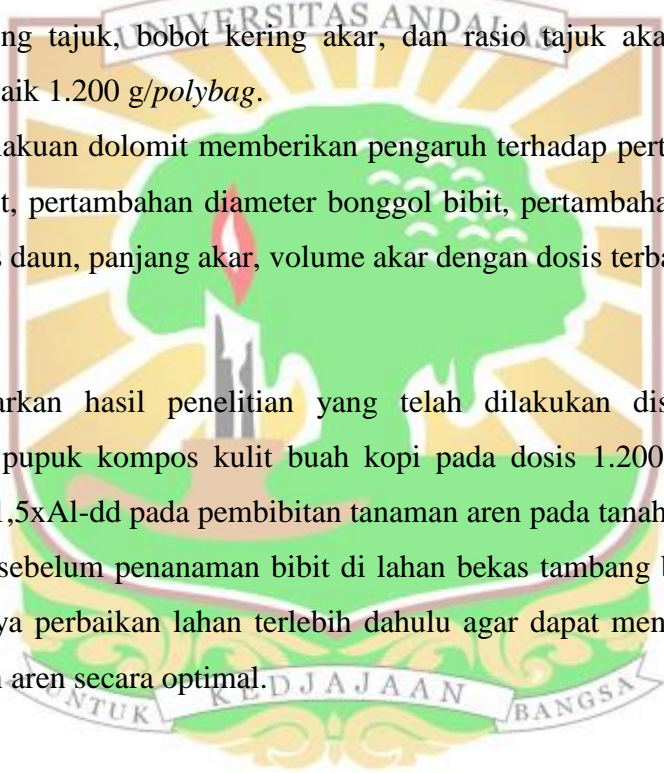 UNIVERSITAS ANDALAS
ng tajuk, bobot kering akar, dan rasio tajuk aka
aik 1.200 g/polybag.
lakuan dolomit memberikan pengaruh terhadap pert
t, pertambahan diameter bonggol bibit, pertambaha
s daun, panjang akar, volume akar dengan dosis terba
arkan hasil penelitian yang telah dilakukan dis
pupuk kompos kulit buah kopi pada dosis 1.200
1,5xAl-dd pada pembibitan tanaman aren pada tanah
sebelum penanaman bibit di lahan bekas tambang b
ya perbaikan lahan terlebih dahulu agar dapat men
n aren secara optimal.
UNTUK KEDJAJAAN BANGSA